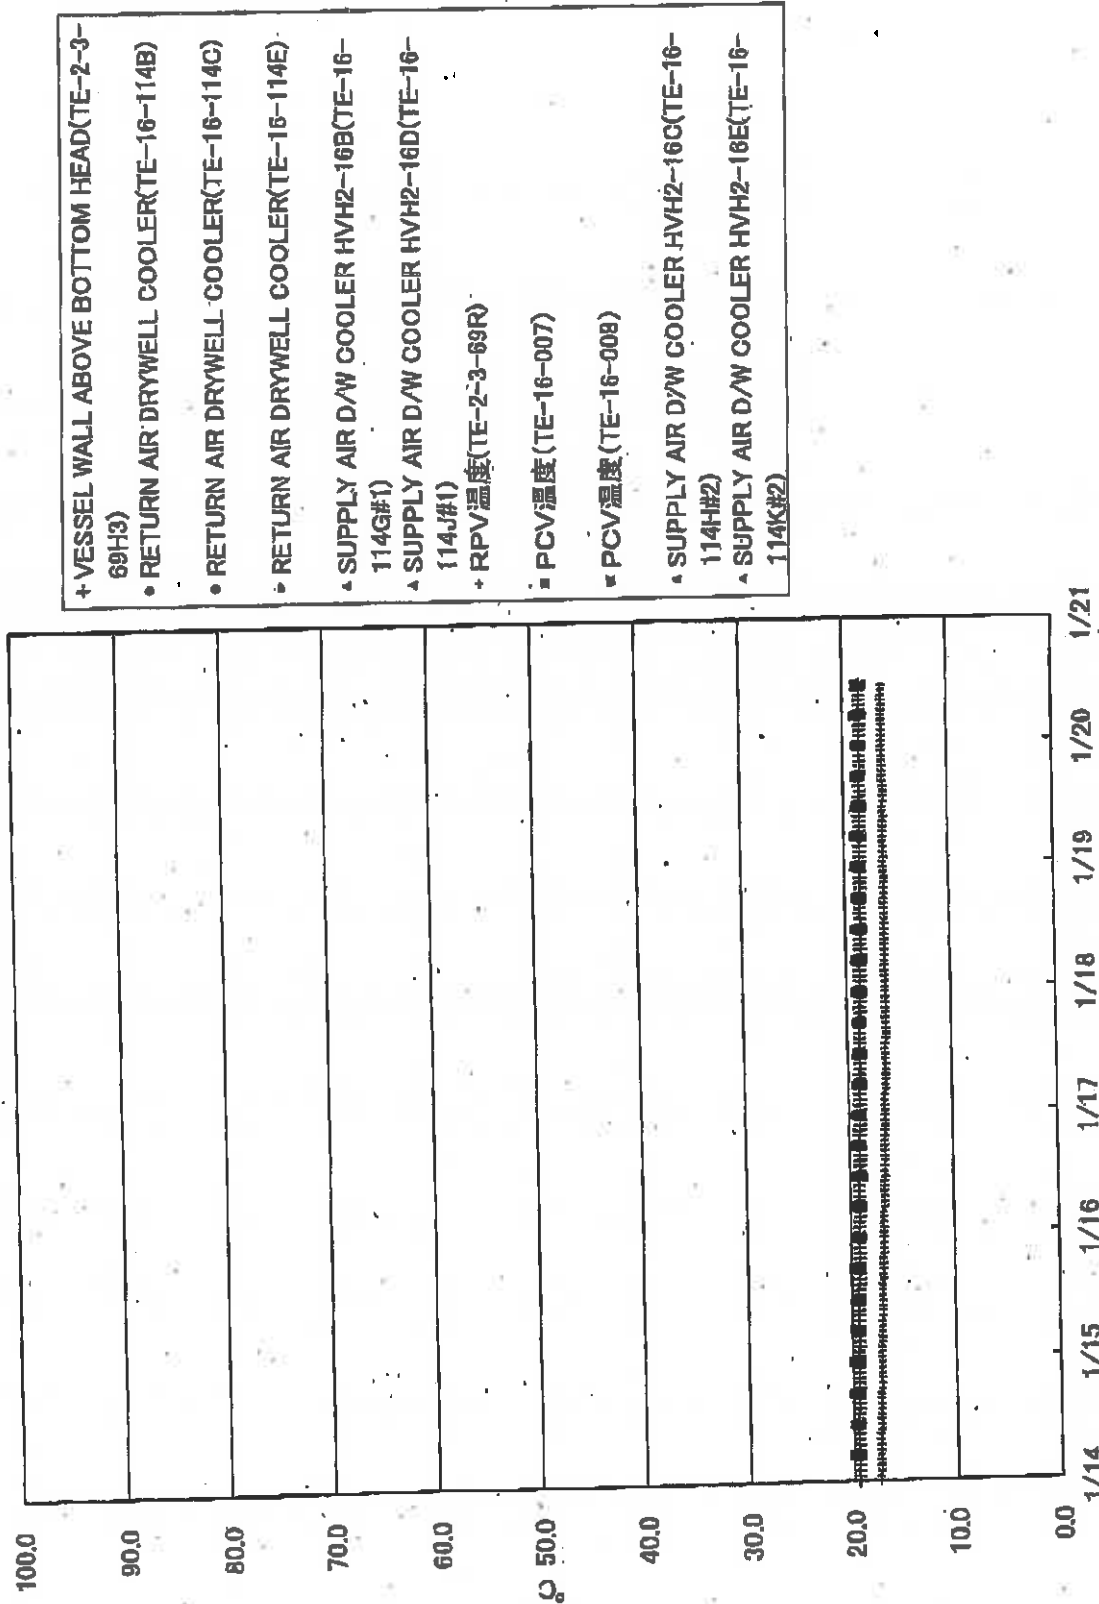 +VESSEL WALL ABOVE BOTTOM HEAD(TE-2-3-
69H3)
● RETURN AIR DRYWELL COOLER(TE-16-114B)
● RETURN AIR DRYWELL COOLER(TE-16-114C)
● RETURN AIR DRYWELL COOLER(TE-16-114E)
▲ SUPPLY AIR D/W COOLER HVH2-16B(TE-16-
114G#1)
▲ SUPPLY AIR D/W COOLER HVH2-16D(TE-16-
114J#1)
+ RPV温度(TE-2-3-69R)
■ PCV温度(TE-16-007)
■ PCV温度(TE-16-008)
▲ SUPPLY AIR D/W COOLER HVH2-16C(TE-16-
114H#2)
▲ SUPPLY AIR D/W COOLER HVH2-16E(TE-16-
114K#2)
100.0
90.0
80.0
70.0
60.0
℃ 50.0
40.0
30.0
20.0
10.0
0.0
1/14 1/15 1/16 1/17 1/18 1/19 1/20 1/21